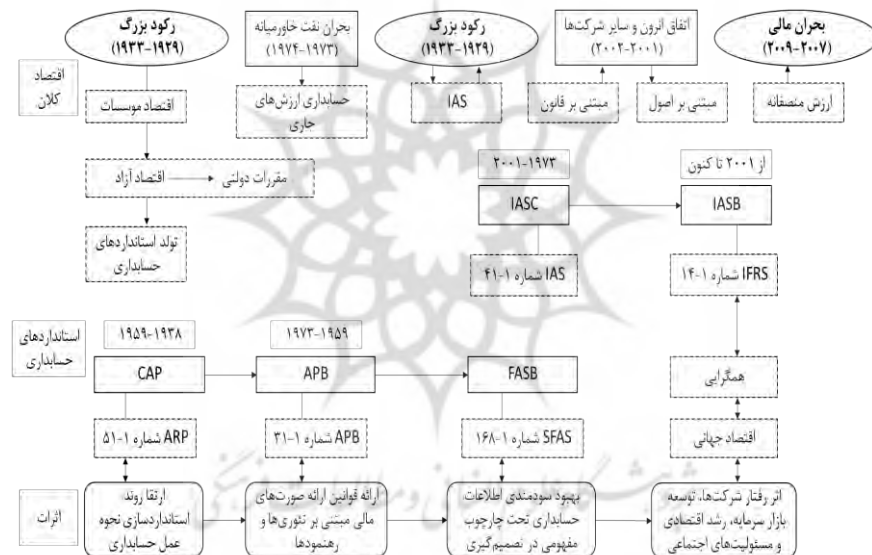 رکود بزرگ
(۱۹۳۳-۱۹۲۹)
بحران نفت خاورمیانه
(۱۹۷۴-۱۹۷۳)
رکود بزرگ
(۱۹۳۳-۱۹۲۹)
اتفاق انرون و سایر شرکت‌ها
(۲۰۰۲-۲۰۰۱)
بحران مالی
(۲۰۰۹-۲۰۰۷)
اقتصاد
کلان
اقتصاد موسسات
حسابداری ارزش‌های
جاری
IAS
مبتنی بر قانون
مبتنی بر اصول
ارزش منصفانه
۲۰۰۱-۱۹۷۳
از ۲۰۰۱ تا کنون
اقتصاد آزاد
مقررات دولتی
IASC
IASB
تولد استانداردهای
حسابداری
IAS شماره ۱-۴۱
IFRS شماره ۱-۱۴
استانداردهای
حسابداری
۱۹۵۹-۱۹۳۸
۱۹۷۳-۱۹۵۹
CAP
APB
FASB
همگرایی
ARP شماره ۱-۵۱
APB شماره ۱-۳۱
SFAS شماره ۱-۱۶۸
اقتصاد جهانی
اثرات
ارتقا روند
استانداردسازی نحوه
عمل حسابداری
ارائه قوانین ارائه صورت‌های
مالی مبتنی بر تئوری‌ها و
رهنمودها
بهبود سودمندی اطلاعات
حسابداری تحت چارچوب
مفهومی در تصمیم‌گیری
اثر رفتار شرکت‌ها، توسعه
بازار سرمایه، رشد اقتصادی
و مسئولیت‌های اجتماعی